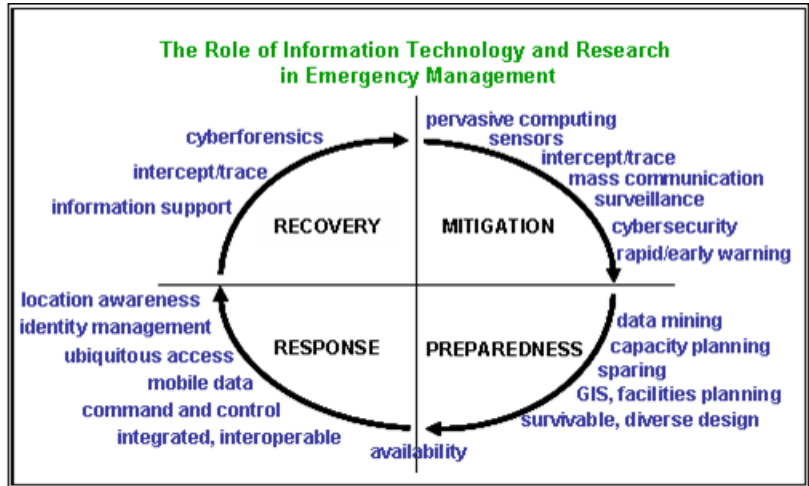 The Role of Information Technology and Research
in Emergency Management
cyberforensics
intercept/trace
information support
RECOVERY
pervasive computing
sensors
intercept/trace
mass communication
surveillance
cybersecurity
rapid/early warning
MITIGATION
location awareness
identity management
ubiquitous access
mobile data
command and control
integrated, interoperable
RESPONSE
data mining
capacity planning
sparing
GIS, facilities planning
survivable, diverse design
PREPAREDNESS
availability